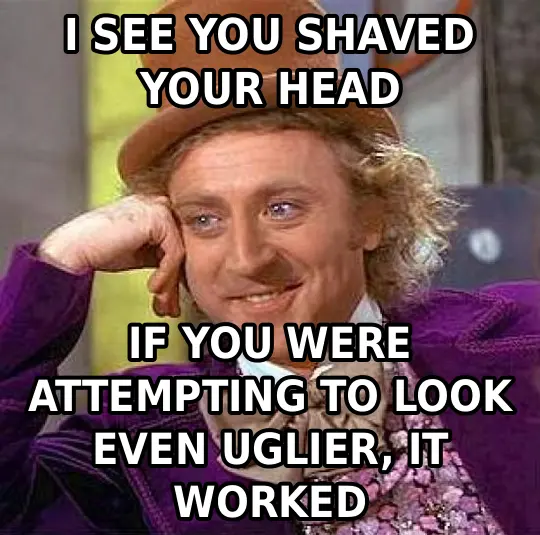 I SEE YOU SHAVED
YOUR HEAD
IF YOU WERE
ATTEMPTING TO LOOK
EVEN UGLIER, IT
WORKED